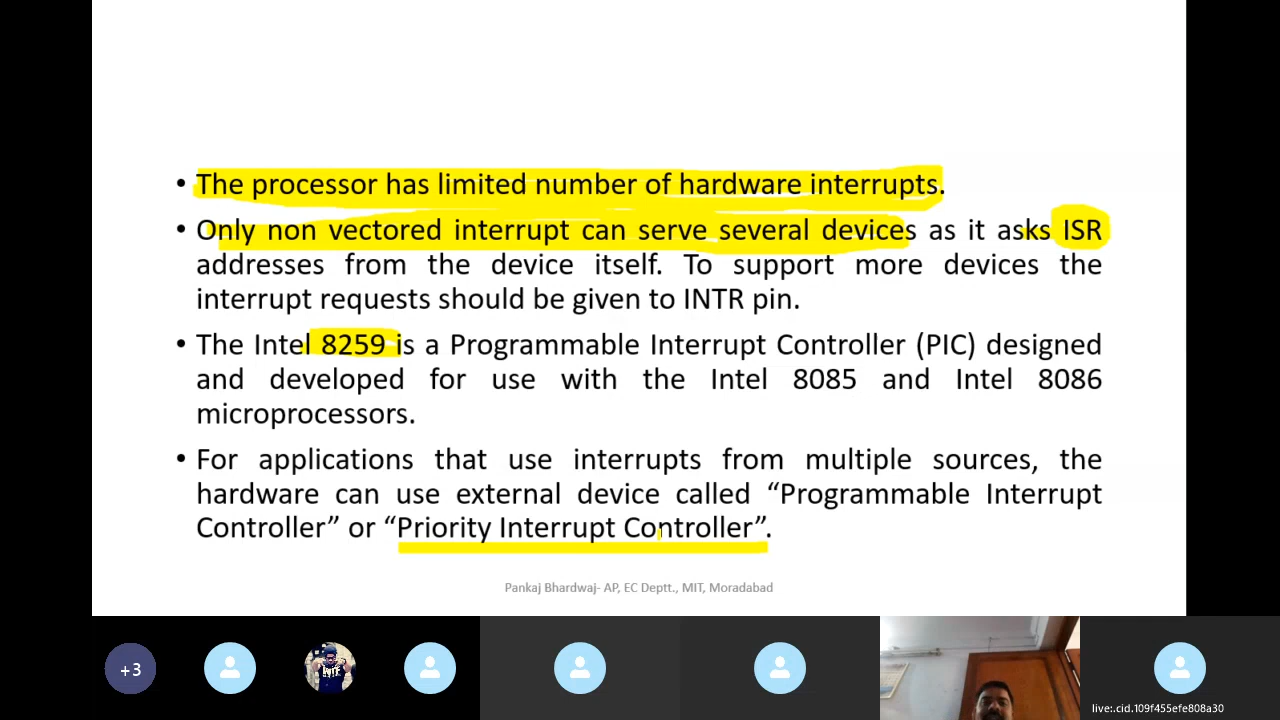 • The processor has limited number of hardware interrupts.
• Only non vectored interrupt can serve several devices as it asks ISR
addresses from the device itself. To support more devices the
interrupt requests should be given to INTR pin.
• The Intel 8259 is a Programmable Interrupt Controller (PIC) designed
and developed for use with the Intel 8085 and Intel 8086
microprocessors.
• For applications that use interrupts from multiple sources, the
hardware can use external device called “Programmable Interrupt
Controller” or “Priority Interrupt Controller”.
Pankaj Bhardwaj- AP, EC Deptt., MIT, Moradabad
+3
live:.cid.109f455efe808a30